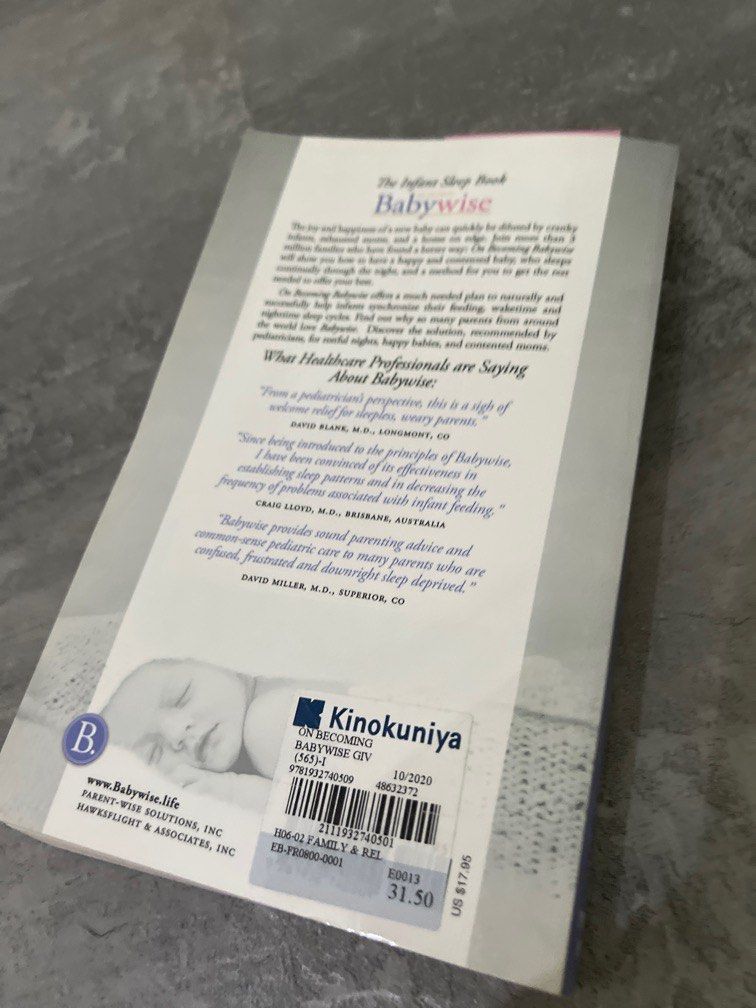 The Infant Sleep Book
Babywise
The joy and happiness of a new baby can quickly be diffused by cranky
infants, exhausted moms, and a home on edge. Join more than 3
million families who have found a better way: On Becoming Babywise
will show you how to have a happy and contented baby, who sleeps
continually through the night, and a method for you to get the rest
needed to offer your best.
On Becoming Babywise offers a much needed plan to naturally and
successfully help infants synchronize their feeding, waketime and
nighttime sleep cycles. Find out why so many parents from around
the world love Babywise. Discover the solution, recommended by
pediatricians, for restful nights, happy babies, and contented moms.
What Healthcare Professionals are Saying
About Babywise:
"From a pediatrician's perspective, this is a sigh of
welcome relief for sleepless, weary parents."
DAVID BLANK, M.D., LONGMONT, CO
"Since being introduced to the principles of Babywise,
I have been convinced of its effectiveness in
establishing sleep patterns and in decreasing the
frequency of problems associated with infant feeding."
CRAIG LLOYD, M.D., BRISBANE, AUSTRALIA
"Babywise provides sound parenting advice and
common-sense pediatric care to many parents who are
confused, frustrated and downright sleep deprived."
DAVID MILLER, M.D., SUPERIOR, CO
B.
www.Babywise.life
PARENT-WISE SOLUTIONS, INC
HAWKSFLIGHT & ASSOCIATES, INC
Kinokuniya
ON BECOMING
BABYWISE GIV
(565)-I 10/2020
9781932740509 48632372
2111932740501
H06-02 FAMILY & REL
EB-FR0800-0001 E0013
31.50
US $17.95